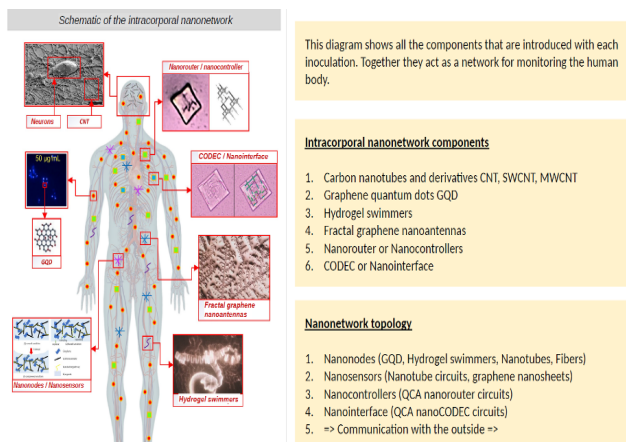 Schematic of the intracorporal nanonetwork
Nanorouter / nanocontroller
Neurons
CNT
CODEC / Nanointerface
50 µg/mL
GQD
Fractal graphene
nanoantennas
Nanonodes / Nanosensors
Hydrogel swimmers
This diagram shows all the components that are introduced with each
inoculation. Together they act as a network for monitoring the human
body.
Intracorporal nanonetwork components
1. Carbon nanotubes and derivatives CNT, SWCNT, MWCNT
2. Graphene quantum dots GQD
3. Hydrogel swimmers
4. Fractal graphene nanoantennas
5. Nanorouter or Nanocontrollers
6. CODEC or Nanointerface
Nanonetwork topology
1. Nanonodes (GQD, Hydrogel swimmers, Nanotubes, Fibers)
2. Nanosensors (Nanotube circuits, graphene nanosheets)
3. Nanocontrollers (QCA nanorouter circuits)
4. Nanointerface (QCA nanoCODEC circuits)
5. => Communication with the outside =>